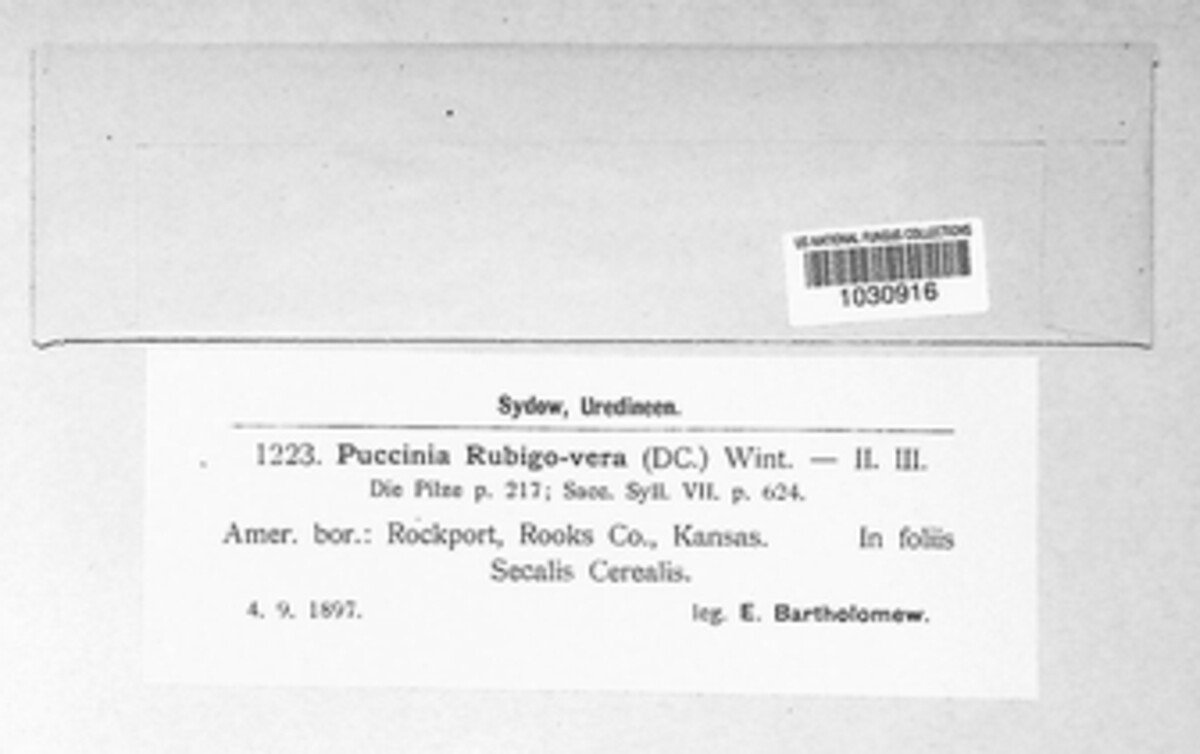 US NATIONAL FUNGUS COLLECTIONS
1030916
Sydow, Uredineen.
1223. Puccinia Rubigo-vera (DC.) Wint. — II. III.
Die Pilze p. 217; Sacc. Syll. VII. p. 624.
Amer. bor.: Rockport, Rooks Co., Kansas. In foliis
Secalis Cerealis.
4. 9. 1897. leg. E. Bartholomew.